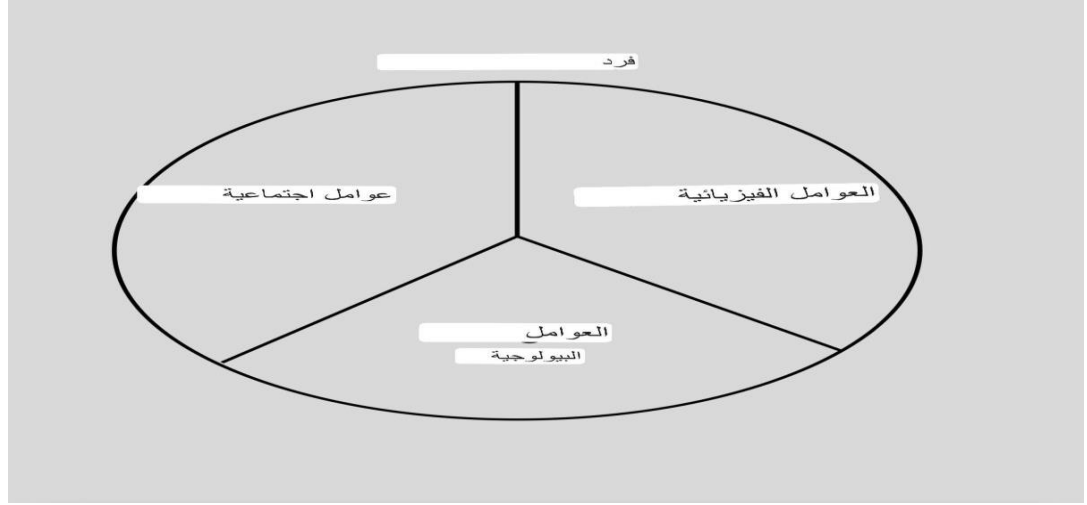 فرد
العوامل الفيزيائية
عوامل اجتماعية
العوامل
البيولوجية